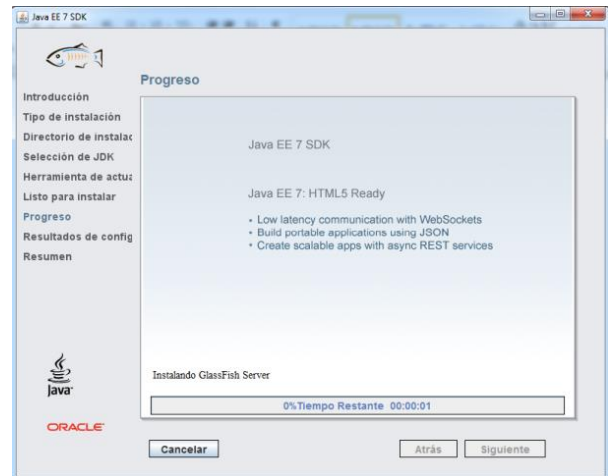 Java EE 7 SDK
Progreso
Introducción
Tipo de instalación
Directorio de instalac
Selección de JDK
Herramienta de actua
Listo para instalar
Progreso
Resultados de config
Resumen
Java EE 7 SDK
Java EE 7: HTML5 Ready
• Low latency communication with WebSockets
• Build portable applications using JSON
• Create scalable apps with async REST services
Instalando GlassFish Server
0%Tiempo Restante 00:00:01
Java
ORACLE
Cancelar
Atrás
Siguiente